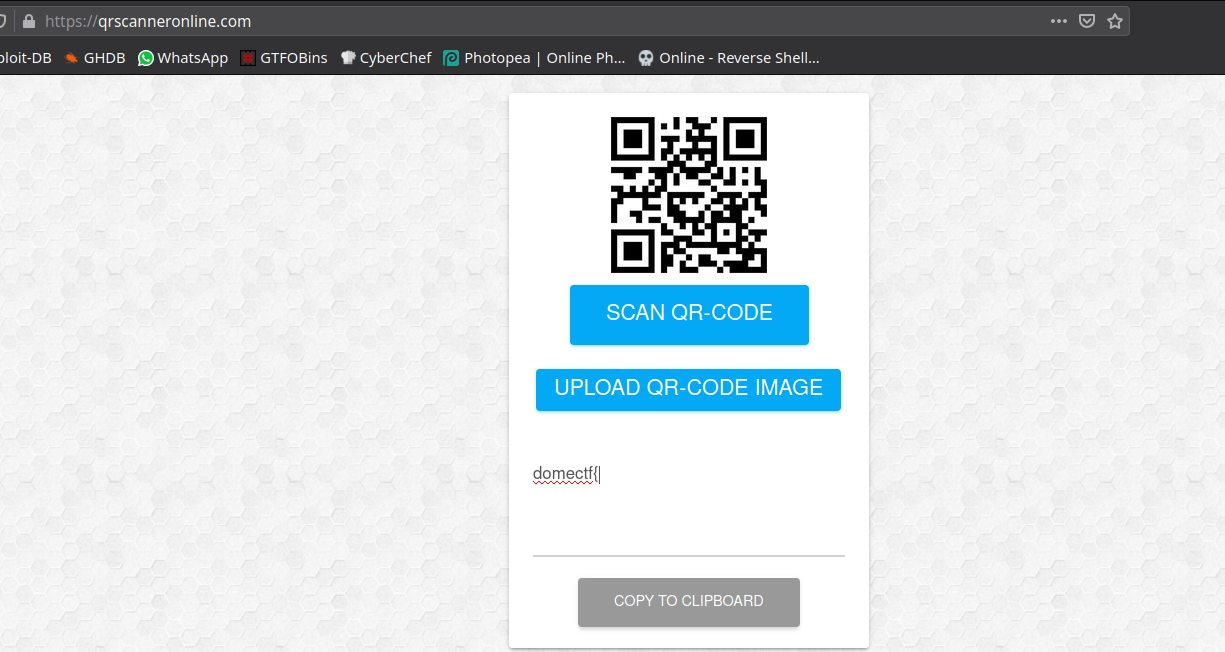 https://qrscanneronline.com
ploit-DB GHDB WhatsApp GTFOBins CyberChef Photopea | Online Ph... Online - Reverse Shell...
SCAN QR-CODE
UPLOAD QR-CODE IMAGE
domectf{
COPY TO CLIPBOARD